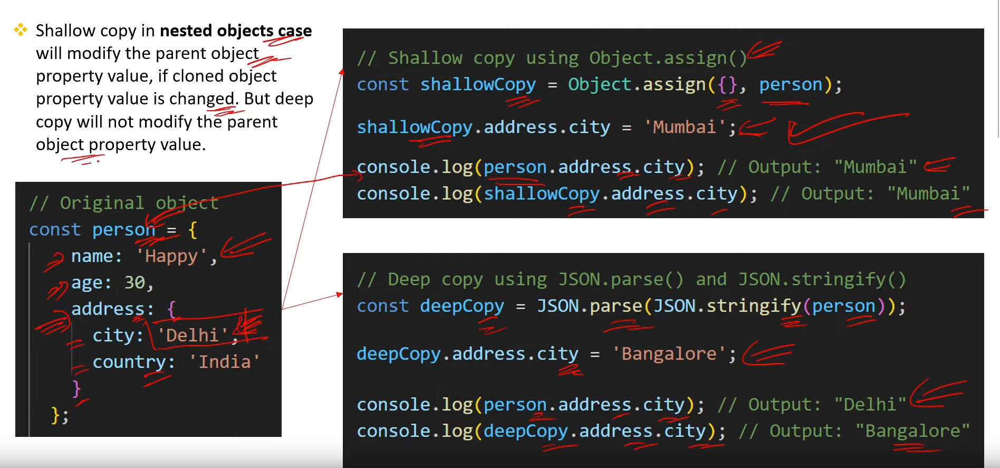 Shallow copy in nested objects case
will modify the parent object
property value, if cloned object
property value is changed. But deep
copy will not modify the parent
object property value.
// Original object
const person = {
name: 'Happy',
age: 30,
address: {
city: 'Delhi',
country: 'India'
}
};
// Shallow copy using Object.assign()
const shallowCopy = Object.assign({}, person);
shallowCopy.address.city = 'Mumbai';
console.log(person.address.city); // Output: "Mumbai"
console.log(shallowCopy.address.city); // Output: "Mumbai"
// Deep copy using JSON.parse() and JSON.stringify()
const deepCopy = JSON.parse(JSON.stringify(person));
deepCopy.address.city = 'Bangalore';
console.log(person.address.city); // Output: "Delhi"
console.log(deepCopy.address.city); // Output: "Bangalore"